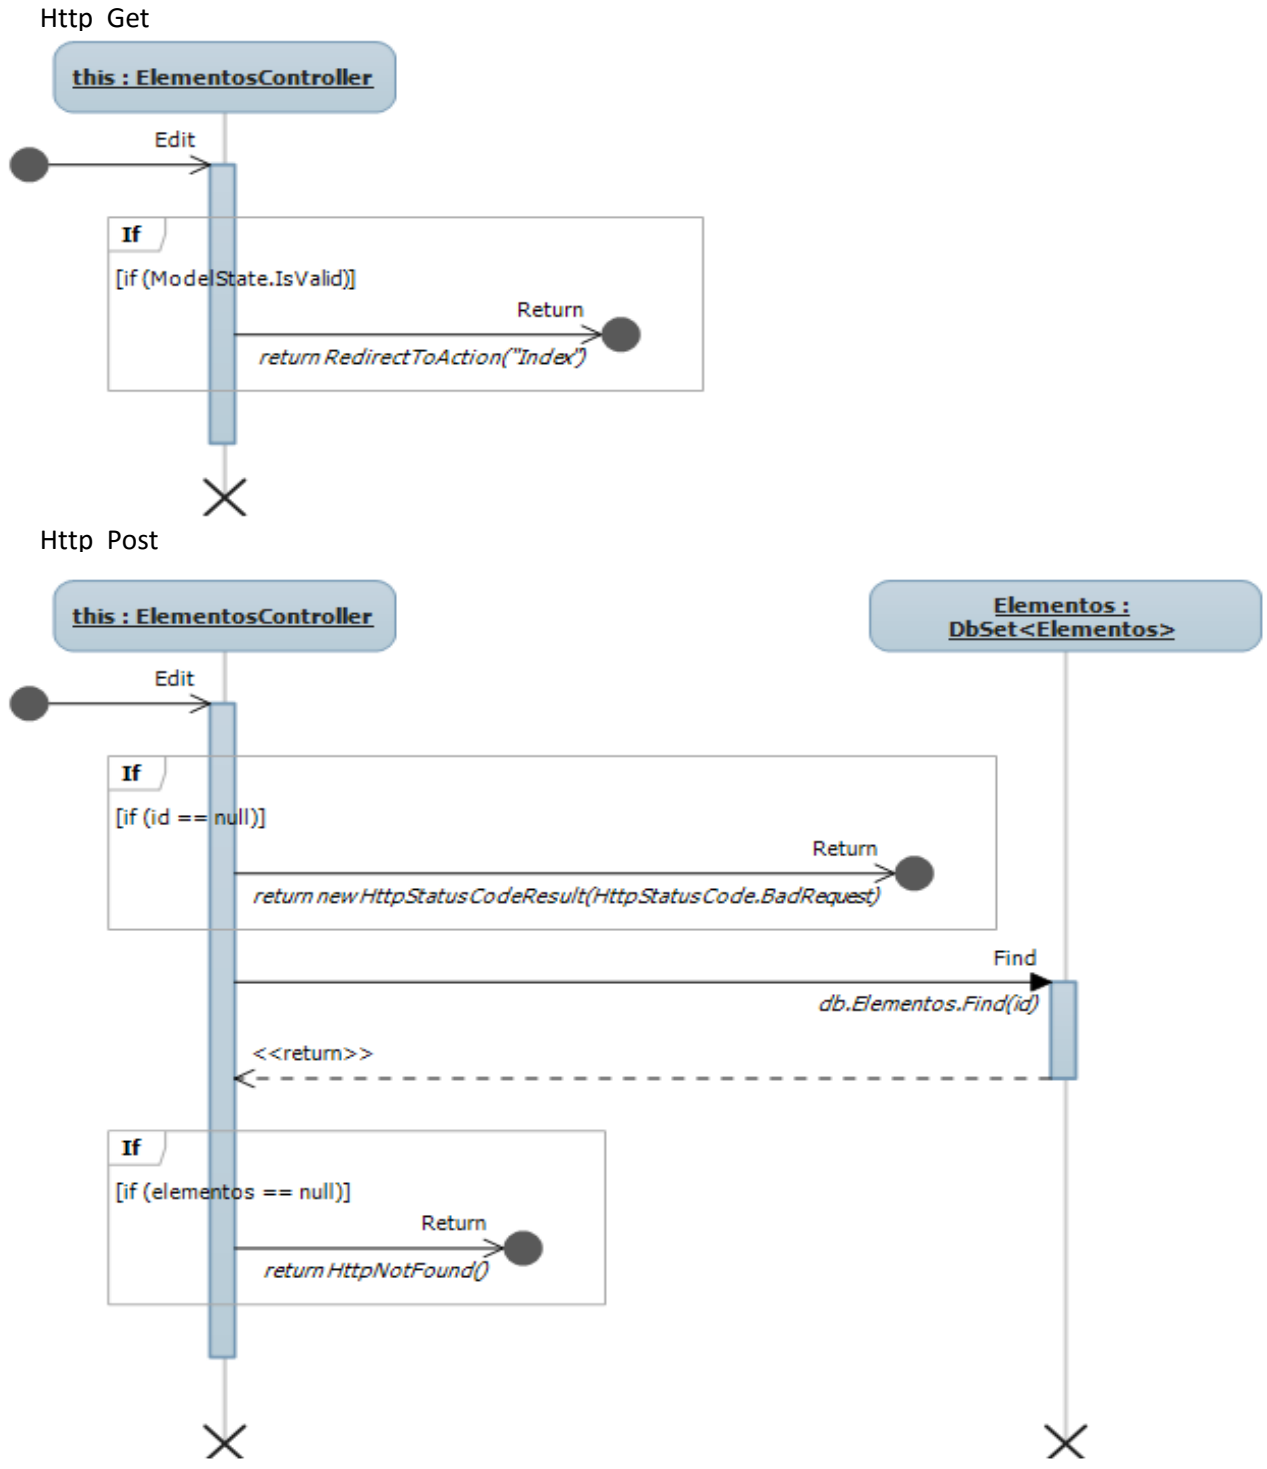 Http Get
this : ElementosController
Edit
If
[if (ModelState.IsValid)]
Return
return RedirectToAction("Index")
Http Post
this : ElementosController
Elementos :
DbSet<Elementos>
Edit
If
[if (id == null)]
Return
return new HttpStatusCodeResult(HttpStatusCode.BadRequest)
Find
db.Elementos.Find(id)
<<return>>
If
[if (elementos == null)]
Return
return HttpNotFound()